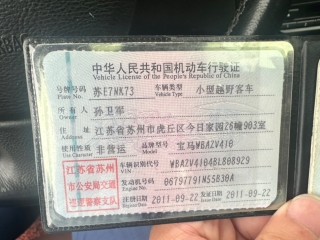 中华人民共和国机动车行驶证
Vehicle License of the People's Republic of China
号牌号码 苏E7NK73 车辆类型 小型越野客车
Plate No. Vehicle Type
所有人 孙卫军
Owner
住址 江苏省苏州市虎丘区今日家园26幢903室
Address
使用性质 非营运 品牌型号 宝马WBAZV410
Use Character Model
江苏省苏州
市公安局交通
巡逻警察支队
车辆识别代号 WBAZV4104BL808929
VIN
发动机号码 06797791N55B30A
Engine No.
注册日期 2011-09-22 发证日期 2011-09-22
Register Date Issue Date